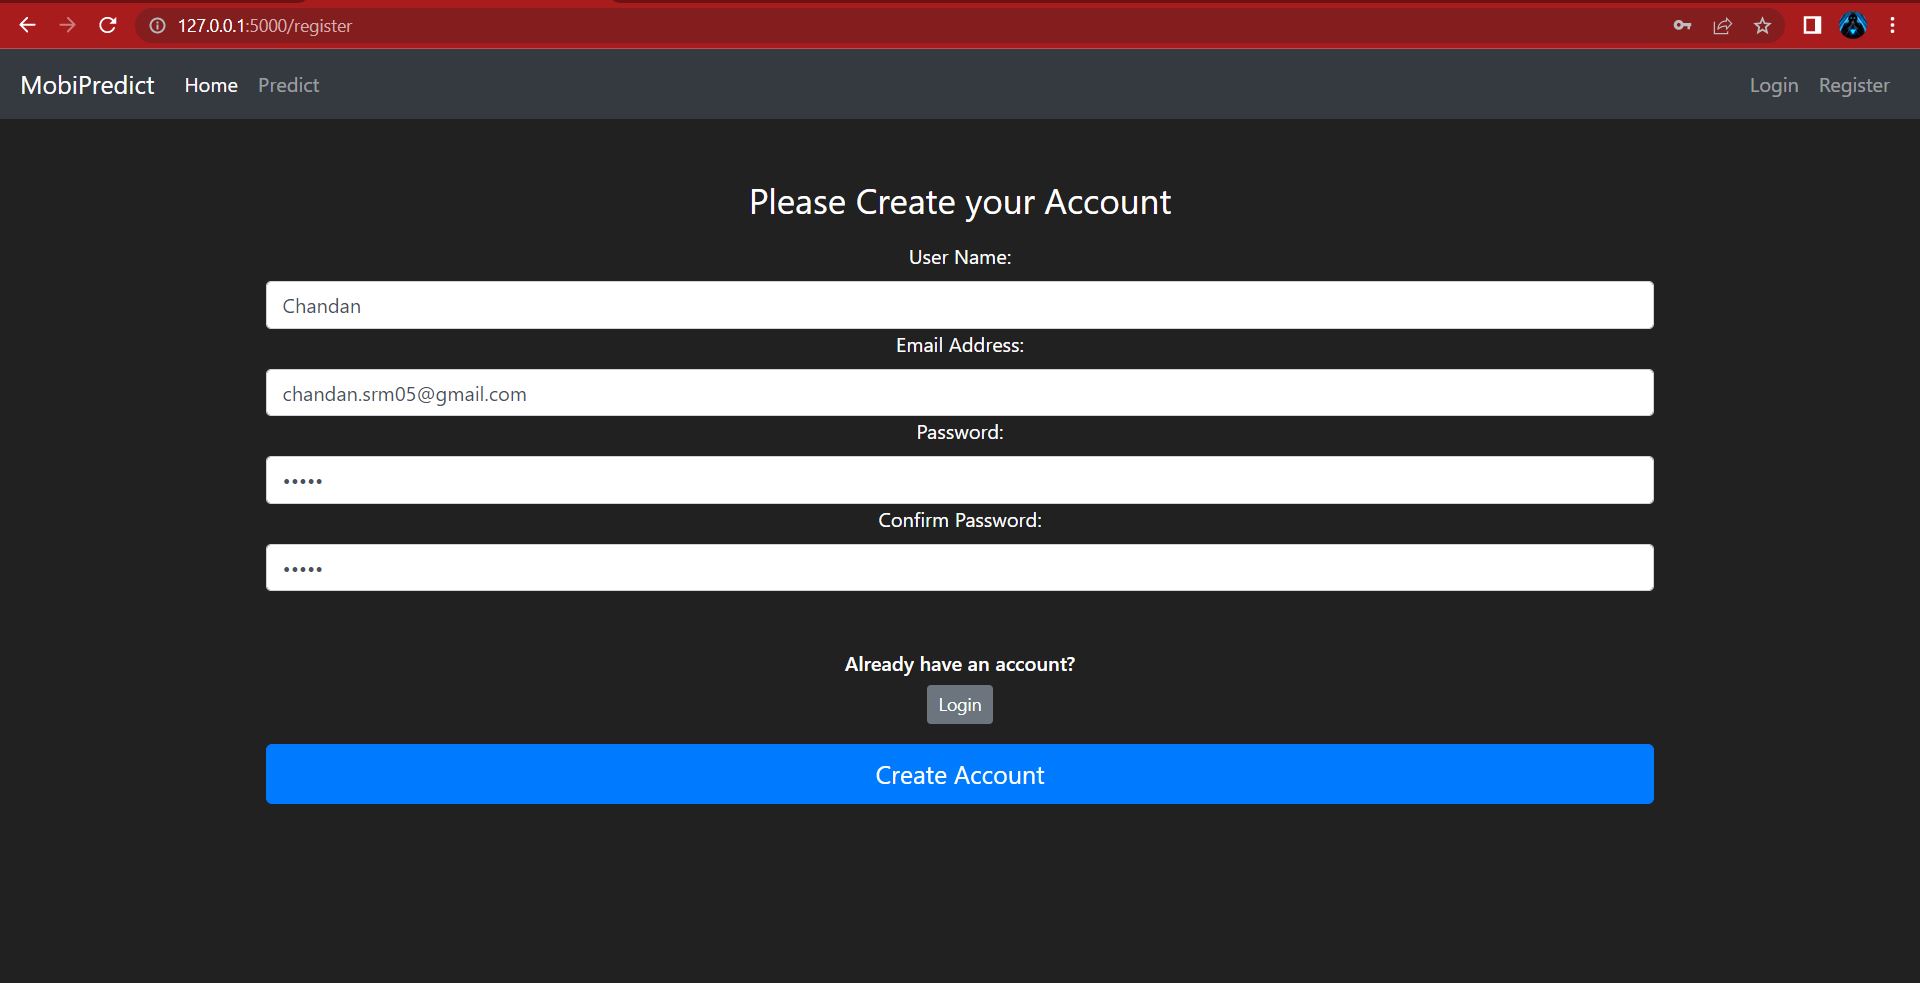 127.0.0.1:5000/register
MobiPredict Home Predict Login Register
Please Create your Account
User Name:
Chandan
Email Address:
chandan.srm05@gmail.com
Password:
•••••
Confirm Password:
•••••
Already have an account?
Login
Create Account